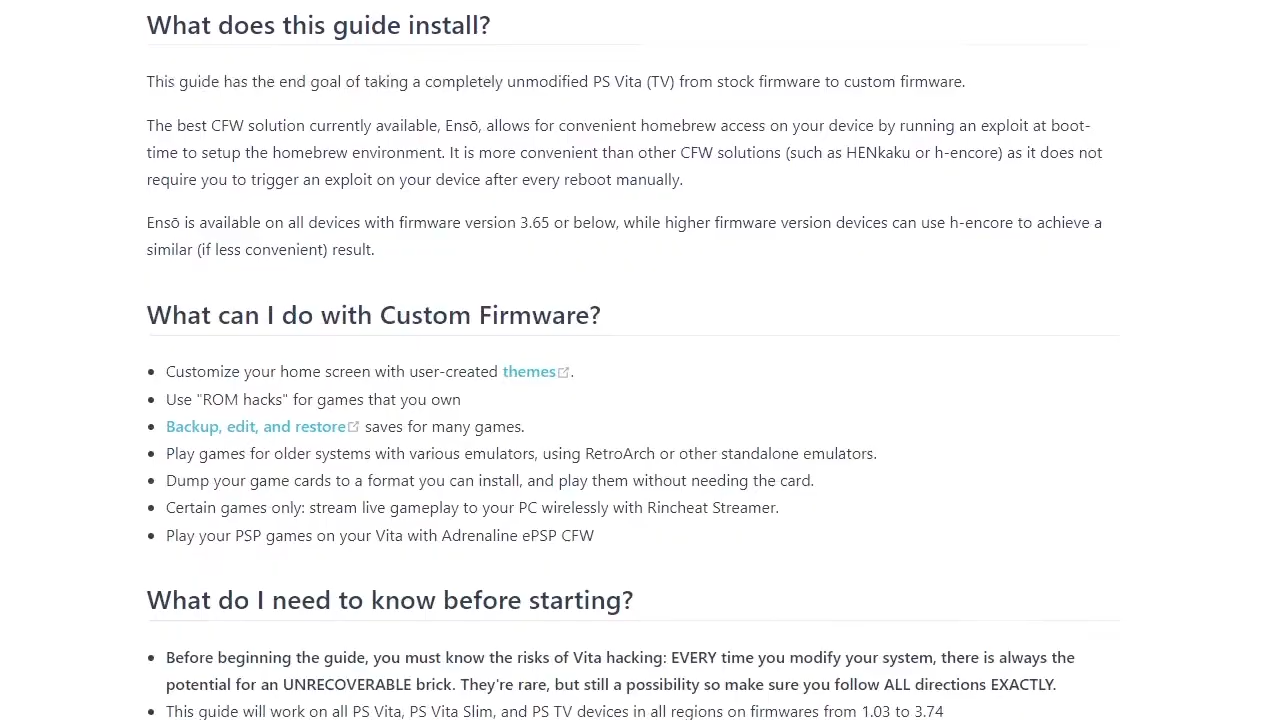 What does this guide install?
This guide has the end goal of taking a completely unmodified PS Vita (TV) from stock firmware to custom firmware.
The best CFW solution currently available, Ensō, allows for convenient homebrew access on your device by running an exploit at boot-
time to setup the homebrew environment. It is more convenient than other CFW solutions (such as HENkaku or h-encore) as it does not
require you to trigger an exploit on your device after every reboot manually.
Ensō is available on all devices with firmware version 3.65 or below, while higher firmware version devices can use h-encore to achieve a
similar (if less convenient) result.
What can I do with Custom Firmware?
• Customize your home screen with user-created themes.
• Use "ROM hacks" for games that you own
• Backup, edit, and restore saves for many games.
• Play games for older systems with various emulators, using RetroArch or other standalone emulators.
• Dump your game cards to a format you can install, and play them without needing the card.
• Certain games only: stream live gameplay to your PC wirelessly with Rincheat Streamer.
• Play your PSP games on your Vita with Adrenaline ePSP CFW
What do I need to know before starting?
• Before beginning the guide, you must know the risks of Vita hacking: EVERY time you modify your system, there is always the
potential for an UNRECOVERABLE brick. They're rare, but still a possibility so make sure you follow ALL directions EXACTLY.
• This guide will work on all PS Vita, PS Vita Slim, and PS TV devices in all regions on firmwares from 1.03 to 3.74